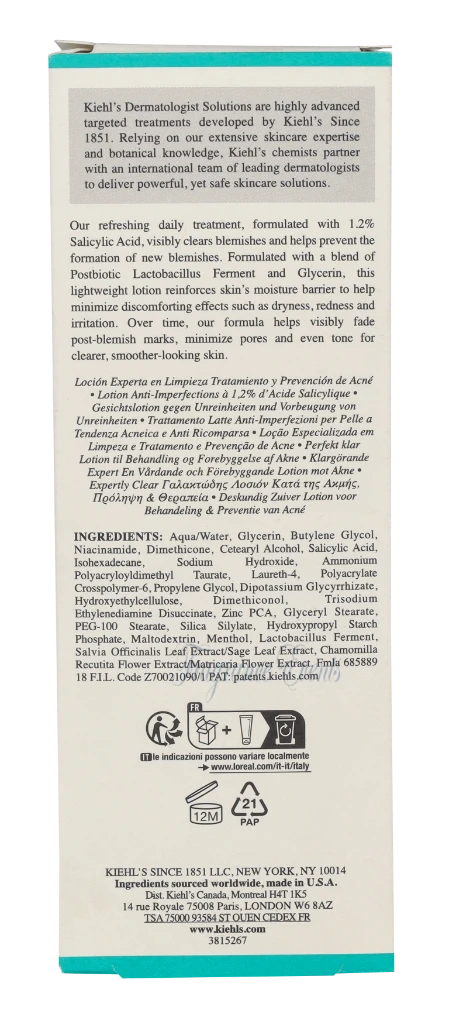 Kiehl's Dermatologist Solutions are highly advanced
targeted treatments developed by Kiehl's Since
1851. Relying on our extensive skincare expertise
and botanical knowledge, Kiehl's chemists partner
with an international team of leading dermatologists
to deliver powerful, yet safe skincare solutions.
Our refreshing daily treatment, formulated with 1.2%
Salicylic Acid, visibly clears blemishes and helps prevent the
formation of new blemishes. Formulated with a blend of
Postbiotic Lactobacillus Ferment and Glycerin, this
lightweight lotion reinforces skin's moisture barrier to help
minimize discomforting effects such as dryness, redness and
irritation. Over time, our formula helps visibly fade
post-blemish marks, minimize pores and even tone for
clearer, smoother-looking skin.
Loción Experta en Limpieza Tratamiento y Prevención de Acné
• Lotion Anti-Imperfections à 1,2% d'Acide Salicylique •
Gesichtslotion gegen Unreinheiten und Vorbeugung von
Unreinheiten • Trattamento Latte Anti-Imperfezioni per Pelle a
Tendenza Acneica e Anti Ricomparsa • Loção Especializada em
Limpeza e Tratamento e Prevenção de Acne • Perfekt klar
Lotion til Behandling og Forebyggelse af Akne • Klargörande
Expert En Vårdande och Förebyggande Lotion mot Akne •
Expertly Clear Γαλακτώδης Λοσιόν Κατά της Ακμής,
Πρόληψη & Θεραπεία • Deskundig Zuiver Lotion voor
Behandeling & Preventie van Acné
INGREDIENTS: Aqua/Water, Glycerin, Butylene Glycol,
Niacinamide, Dimethicone, Cetearyl Alcohol, Salicylic Acid,
Isohexadecane, Sodium Hydroxide, Ammonium
Polyacryloyldimethyl Taurate, Laureth-4, Polyacrylate
Crosspolymer-6, Propylene Glycol, Dipotassium Glycyrrhizate,
Hydroxyethylcellulose, Dimethiconol, Trisodium
Ethylenediamine Disuccinate, Zinc PCA, Glyceryl Stearate,
PEG-100 Stearate, Silica Silylate, Hydroxypropyl Starch
Phosphate, Maltodextrin, Menthol, Lactobacillus Ferment,
Salvia Officinalis Leaf Extract/Sage Leaf Extract, Chamomilla
Recutita Flower Extract/Matricaria Flower Extract, Fmla 685889
18 F.I.L. Code Z70021090/1 PAT: patents.kiehls.com
FR
+
IT le indicazioni possono variare localmente
→ www.loreal.com/it-it/italy
12M
21
PAP
KIEHL'S SINCE 1851 LLC, NEW YORK, NY 10014
Ingredients sourced worldwide, made in U.S.A.
Dist. Kiehl's Canada, Montreal H4T 1K5
14 rue Royale 75008 Paris, LONDON W6 8AZ
TSA 75000 93584 ST OUEN CEDEX FR
www.kiehls.com
3815267